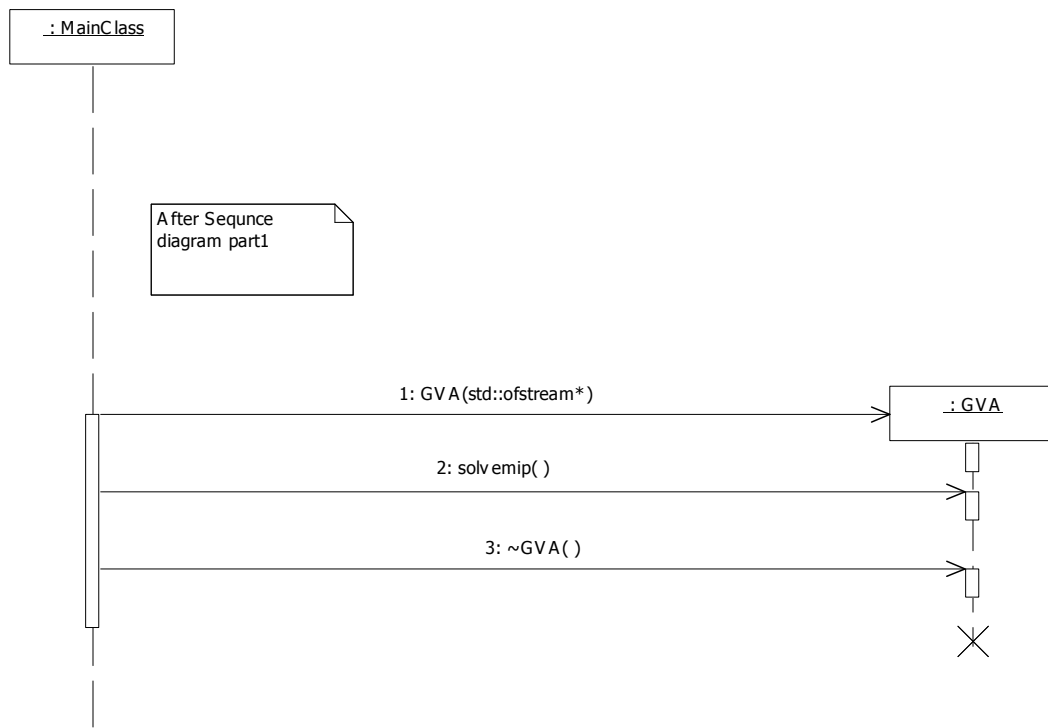 : MainClass
After Sequnce
diagram part1
1: GVA(std::ofstream*)
: GVA
2: solvemip( )
3: ~GVA( )